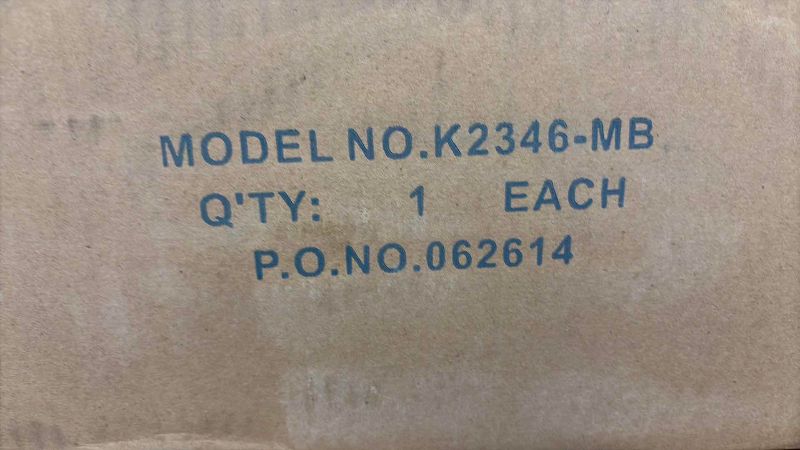 MODEL NO.K2346-MB
Q'TY: 1 EACH
P.O.NO.062614